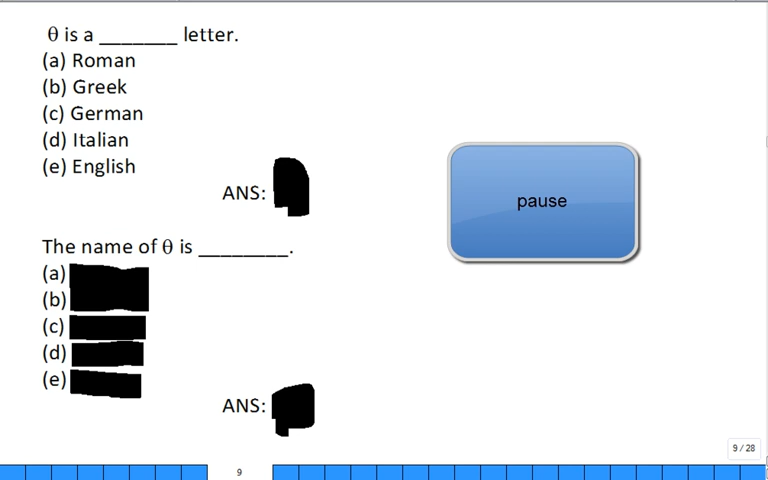 θ is a _______ letter.
(a) Roman
(b) Greek
(c) German
(d) Italian
(e) English
ANS:
pause
The name of θ is ________.
(a)
(b)
(c)
(d)
(e)
ANS:
9 / 28
9